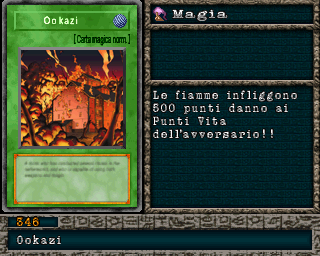 Ookazi
[Carta magica norm.]
Magia
Le fiamme infliggono
500 punti danno ai
Punti Vita
dell'avversario!!
346
Ookazi